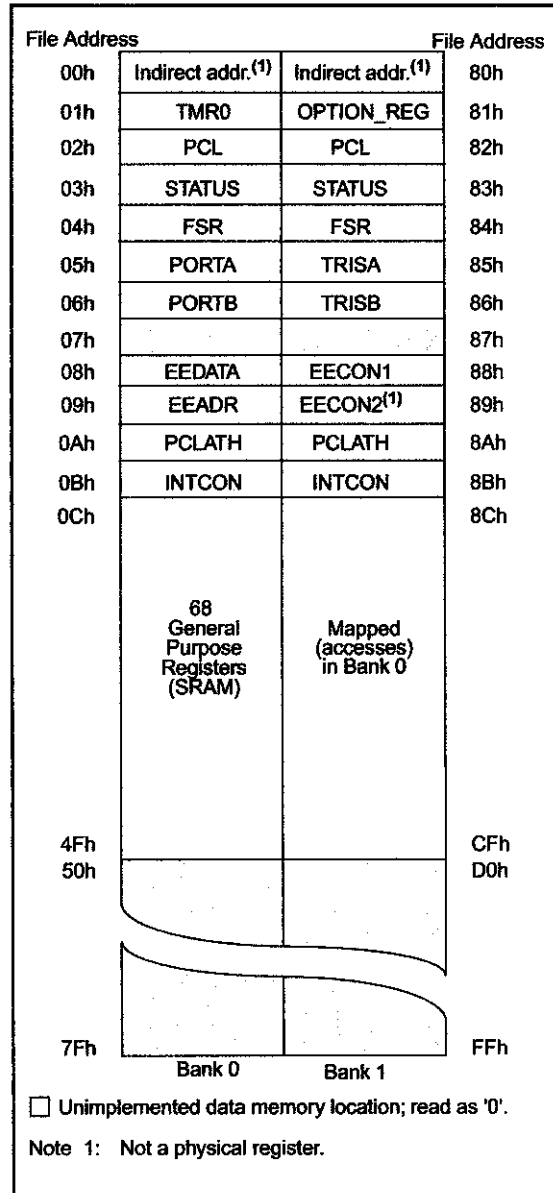 File Address File Address
00h Indirect addr.(1) Indirect addr.(1) 80h
01h TMR0 OPTION_REG 81h
02h PCL PCL 82h
03h STATUS STATUS 83h
04h FSR FSR 84h
05h PORTA TRISA 85h
06h PORTB TRISB 86h
07h 87h
08h EEDATA EECON1 88h
09h EEADR EECON2(1) 89h
0Ah PCLATH PCLATH 8Ah
0Bh INTCON INTCON 8Bh
0Ch 8Ch
68
General
Purpose
Registers
(SRAM)
Mapped
(accesses)
in Bank 0
4Fh CFh
50h D0h
7Fh FFh
Bank 0 Bank 1
Unimplemented data memory location; read as '0'.
Note 1: Not a physical register.